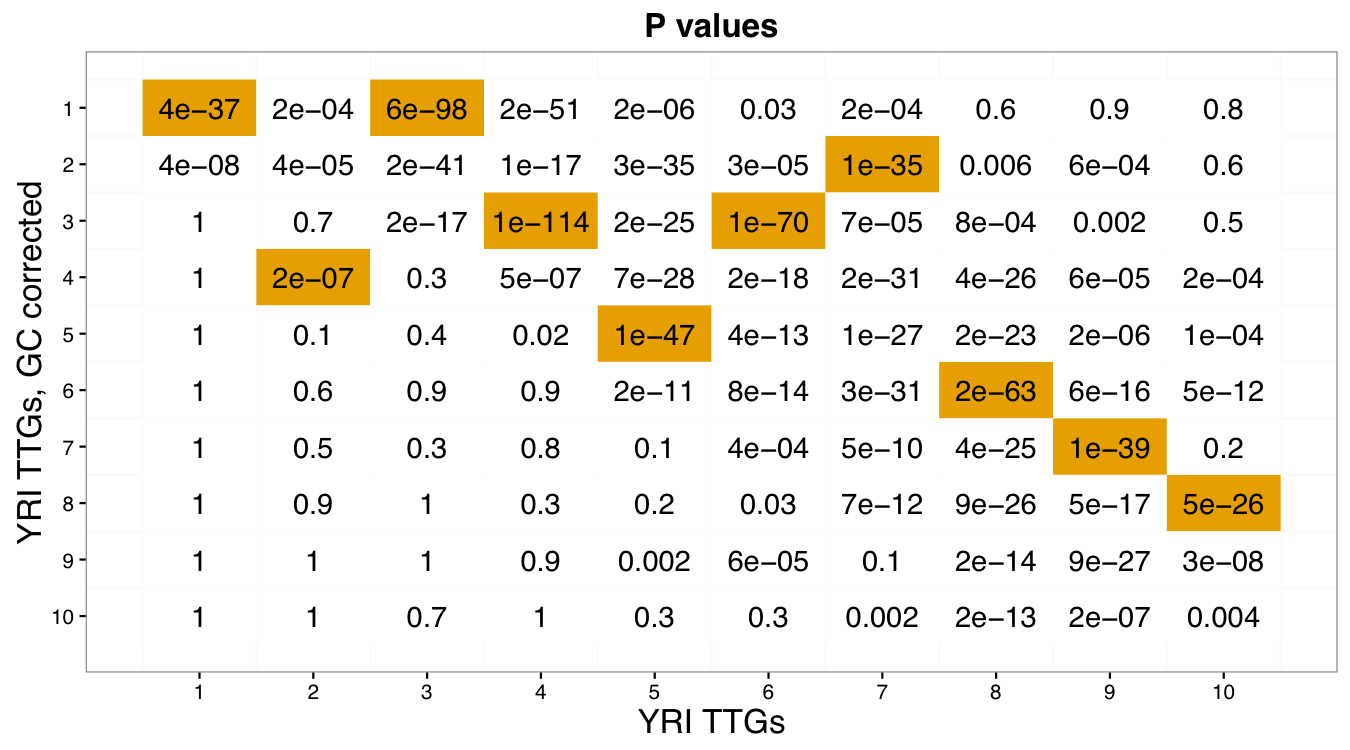 P values
1 4e−37 2e−04 6e−98 2e−51 2e−06 0.03 2e−04 0.6 0.9 0.8
2 4e−08 4e−05 2e−41 1e−17 3e−35 3e−05 1e−35 0.006 6e−04 0.6
3 1 0.7 2e−17 1e−114 2e−25 1e−70 7e−05 8e−04 0.002 0.5
4 1 2e−07 0.3 5e−07 7e−28 2e−18 2e−31 4e−26 6e−05 2e−04
5 1 0.1 0.4 0.02 1e−47 4e−13 1e−27 2e−23 2e−06 1e−04
6 1 0.6 0.9 0.9 2e−11 8e−14 3e−31 2e−63 6e−16 5e−12
7 1 0.5 0.3 0.8 0.1 4e−04 5e−10 4e−25 1e−39 0.2
8 1 0.9 1 0.3 0.2 0.03 7e−12 9e−26 5e−17 5e−26
9 1 1 1 0.9 0.002 6e−05 0.1 2e−14 9e−27 3e−08
10 1 1 0.7 1 0.3 0.3 0.002 2e−13 2e−07 0.004
1 2 3 4 5 6 7 8 9 10
YRI TTGs
YRI TTGs, GC corrected